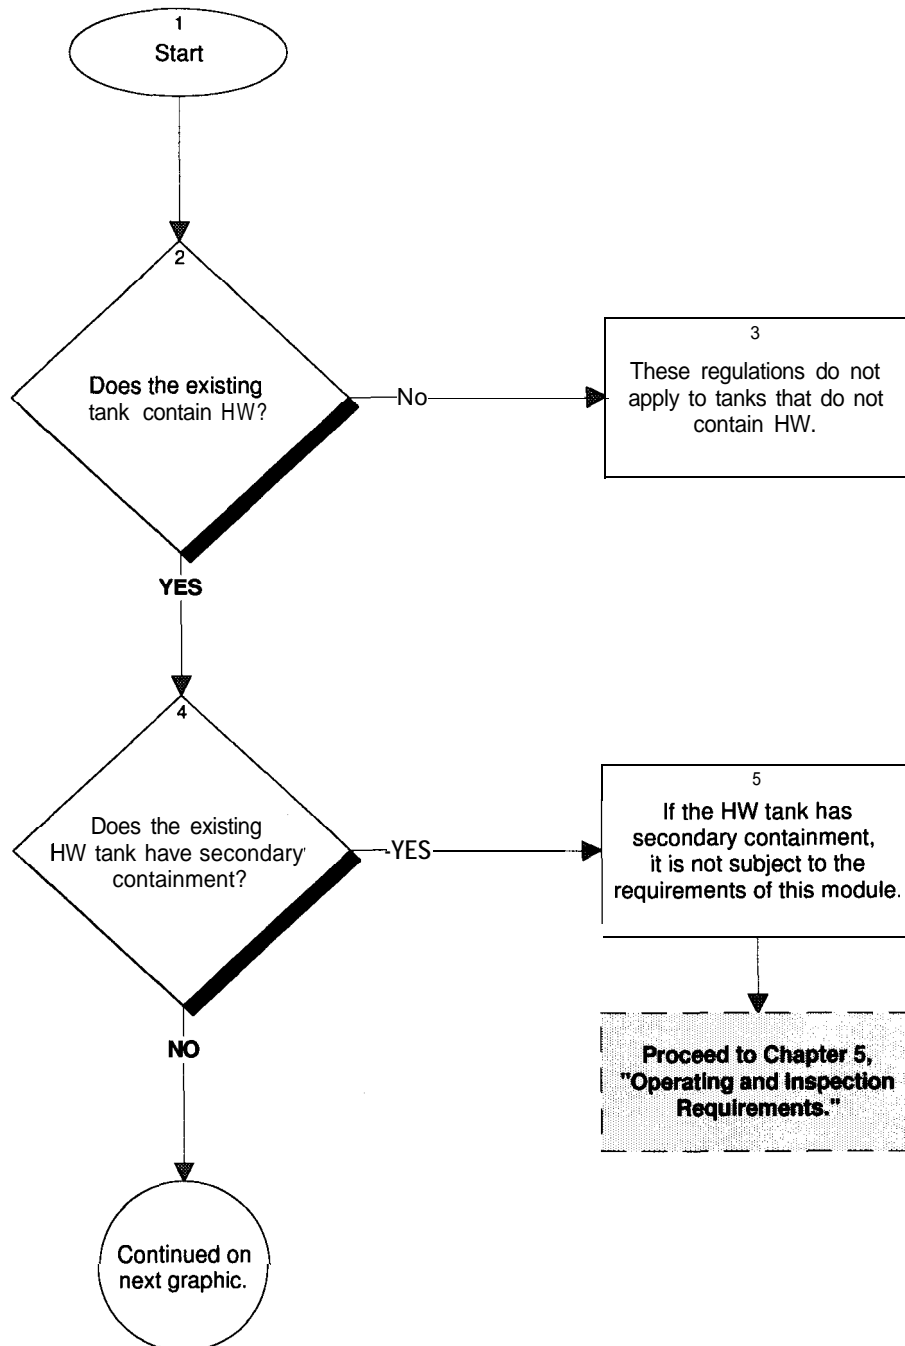 1
Start
2
Does the existing
tank contain HW?
No
3
These regulations do not
apply to tanks that do not
contain HW.
YES
4
Does the existing
HW tank have secondary
containment?
YES
5
If the HW tank has
secondary containment,
it is not subject to the
requirements of this module.
NO
Proceed to Chapter 5,
"Operating and Inspection
Requirements."
Continued on
next graphic.